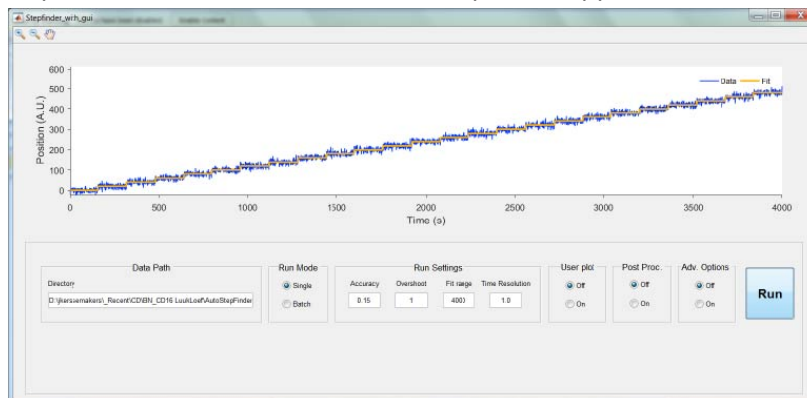 Stepfinder_with_gui
600
500
400
300
200
100
0
Position (A.U.)
Data Fit
0 500 1000 1500 2000 2500 3000 3500 4000
Time (s)
Data Path
Directory
Run Mode
Single
Batch
Run Settings
Accuracy Overshoot Fit range Time Resolution
0.15 1 4000 1.0
User plot
Off
On
Post Proc.
Off
On
Adv. Options
Off
On
Run